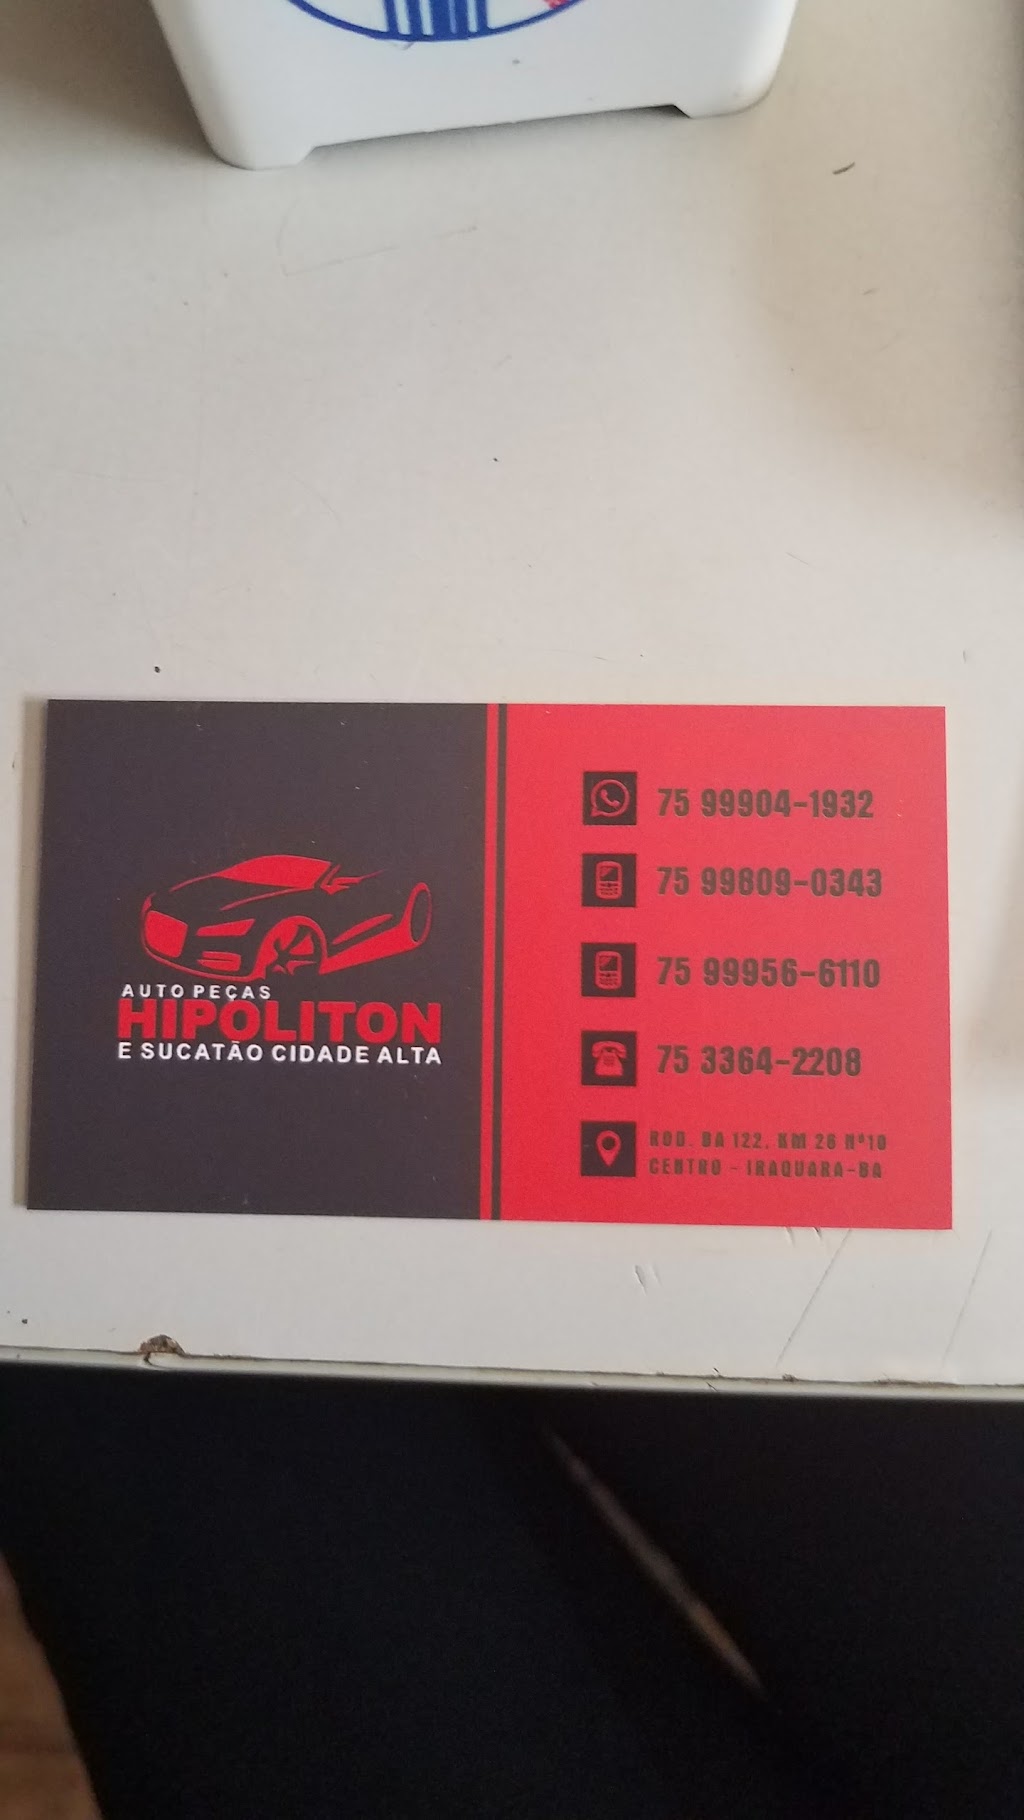 AUTO PEÇAS
HIPOLITON
E SUCATÃO CIDADE ALTA
75 99904-1932
75 99809-0343
75 99956-6110
75 3364-2208
ROD. BA 122, KM 26 Nº10
CENTRO - IRAQUARA-BA